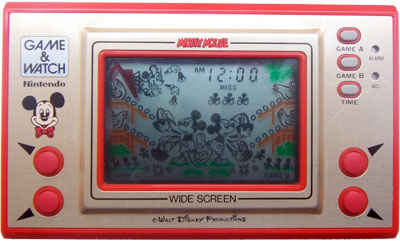 GAME
&
WATCH
Nintendo
MICKEY MOUSE
AM 12:00
MISS
GAME A
ALARM
GAME B
ACL
TIME
WIDE SCREEN
© WALT DISNEY PRODUCTIONS